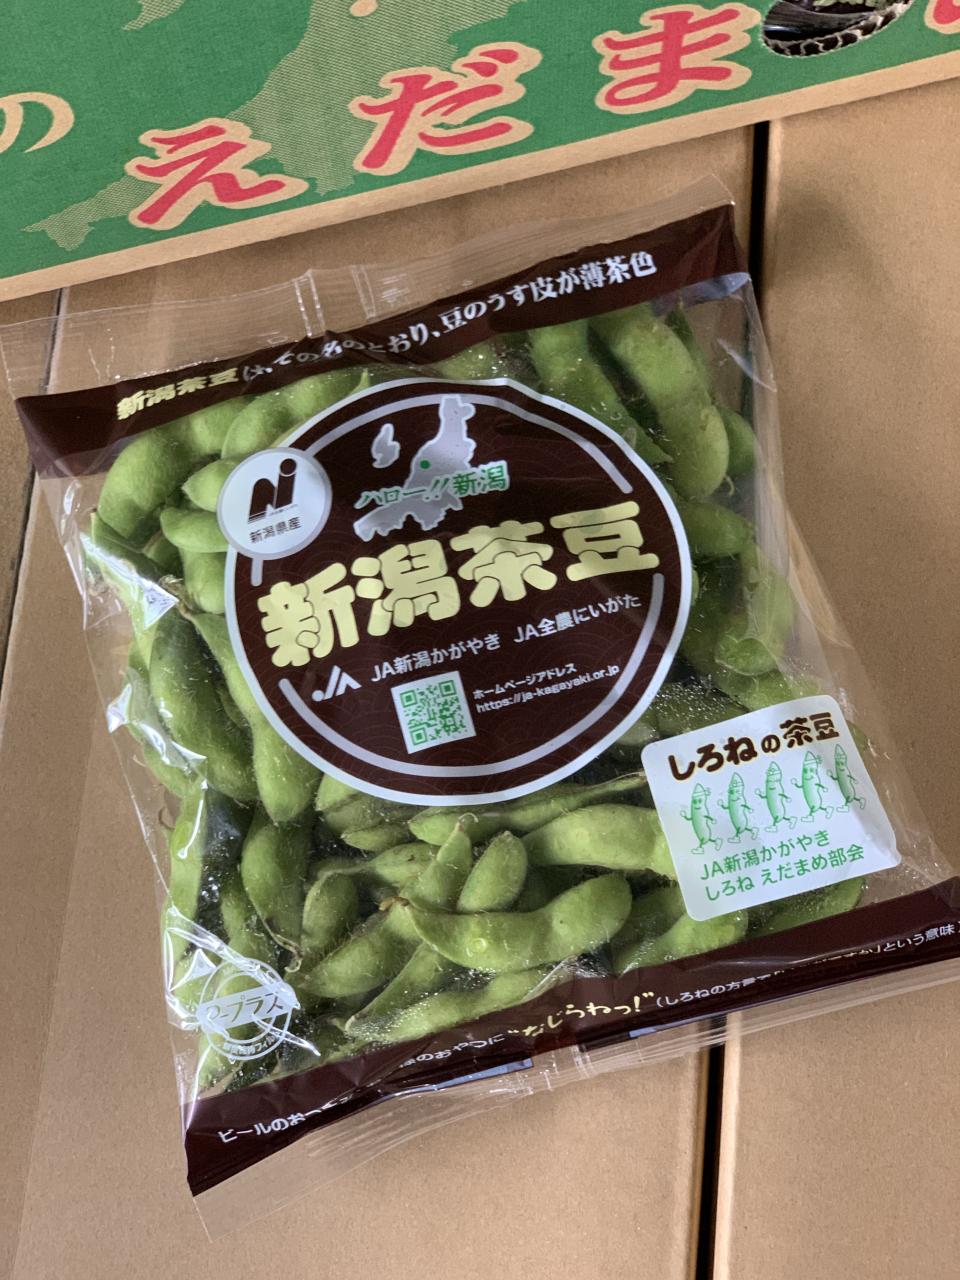 の えだま
新潟茶豆は、その名のとおり、豆のうす皮が薄茶色
新潟県産
ハロー!!新潟
新潟茶豆
JA新潟かがやき JA全農にいがた
JA
ホームページアドレス
https://ja-kagayaki.or.jp
しろねの茶豆
JA新潟かがやき
しろね えだまめ部会
P-プラス
ビールのお
のおやつに"なじらねっ!"(しろねの方言で
という意味)